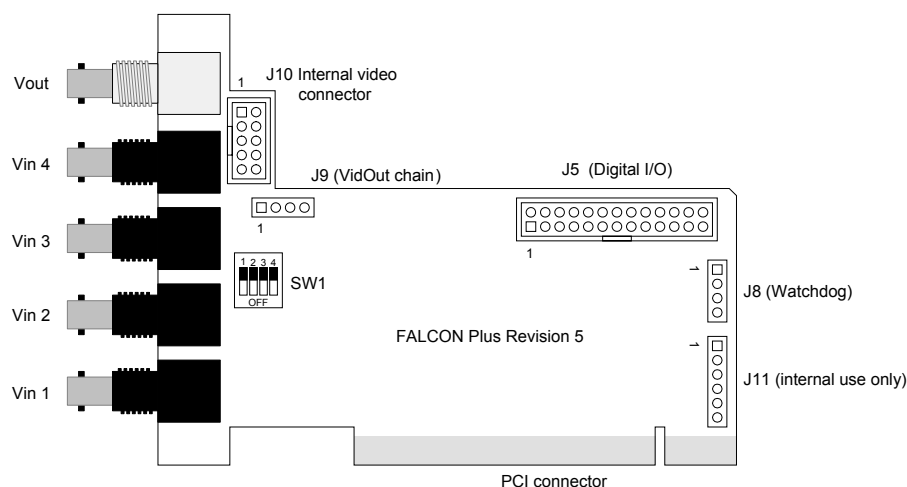 Vout
1
J10 Internal video
connector
Vin 4
J9 (VidOut chain)
J5 (Digital I/O)
1
1
Vin 3
1 2 3 4
OFF
SW1
1
J8 (Watchdog)
Vin 2
FALCON Plus Revision 5
1
J11 (internal use only)
Vin 1
PCI connector